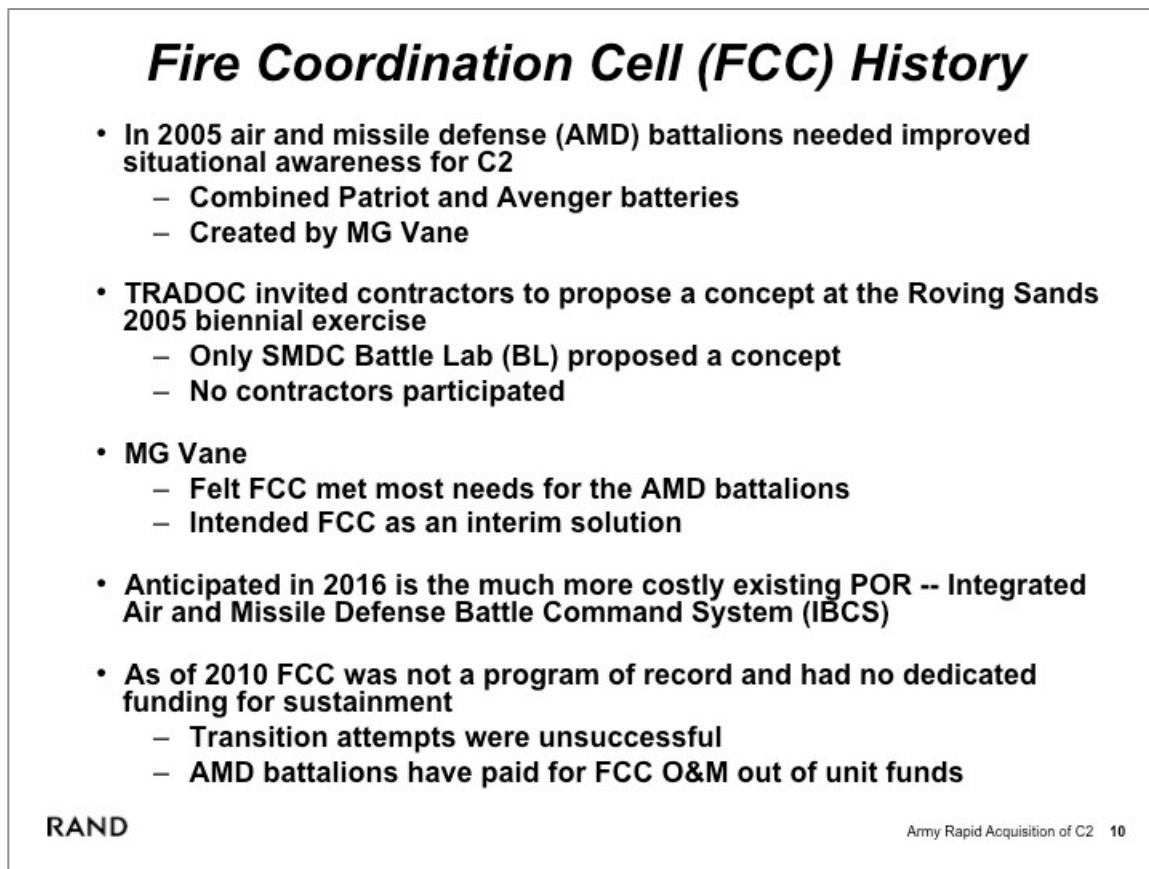 Fire Coordination Cell (FCC) History
• In 2005 air and missile defense (AMD) battalions needed improved
situational awareness for C2
– Combined Patriot and Avenger batteries
– Created by MG Vane
• TRADOC invited contractors to propose a concept at the Roving Sands
2005 biennial exercise
– Only SMDC Battle Lab (BL) proposed a concept
– No contractors participated
• MG Vane
– Felt FCC met most needs for the AMD battalions
– Intended FCC as an interim solution
• Anticipated in 2016 is the much more costly existing POR -- Integrated
Air and Missile Defense Battle Command System (IBCS)
• As of 2010 FCC was not a program of record and had no dedicated
funding for sustainment
– Transition attempts were unsuccessful
– AMD battalions have paid for FCC O&M out of unit funds
RAND
Army Rapid Acquisition of C2 10